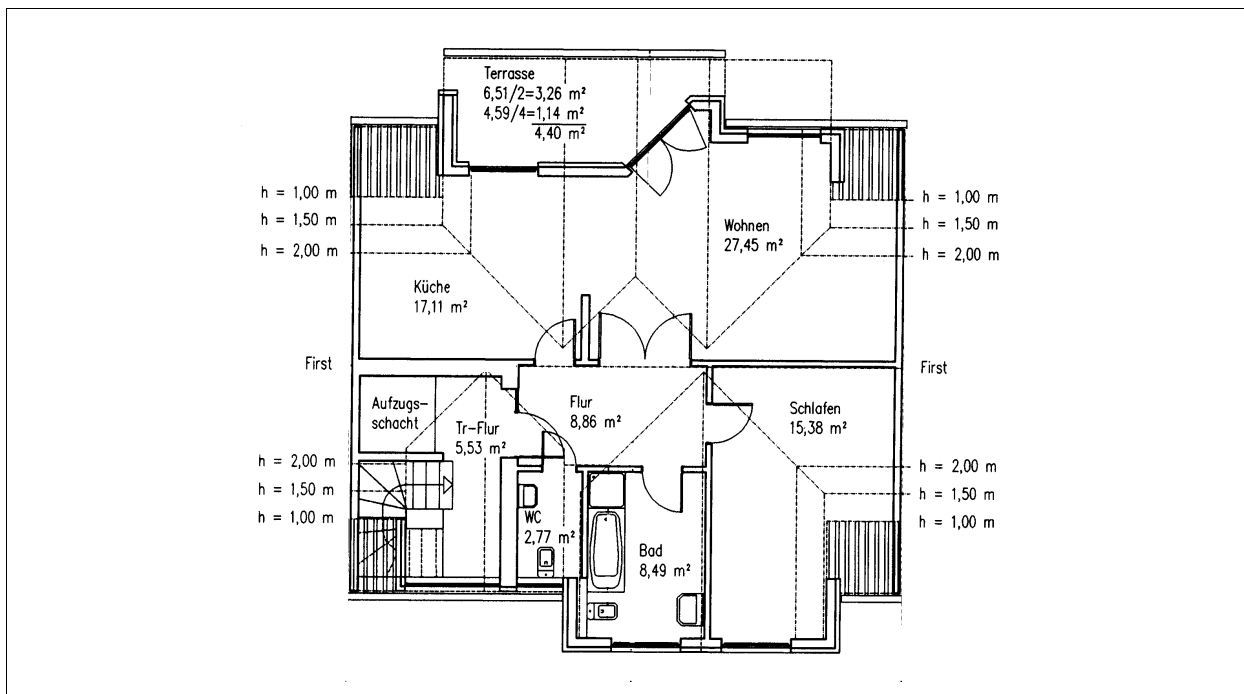 Terrasse
6,51/2=3,26 m²
4,59/4=1,14 m²
4,40 m²
h = 1,00 m
h = 1,50 m
h = 2,00 m
h = 1,00 m
h = 1,50 m
h = 2,00 m
Wohnen
27,45 m²
Küche
17,11 m²
First
First
Aufzugs-
schacht
Tr-Flur
5,53 m²
Flur
8,86 m²
Schlafen
15,38 m²
h = 2,00 m
h = 1,50 m
h = 1,00 m
h = 2,00 m
h = 1,50 m
h = 1,00 m
WC
2,77 m²
Bad
8,49 m²